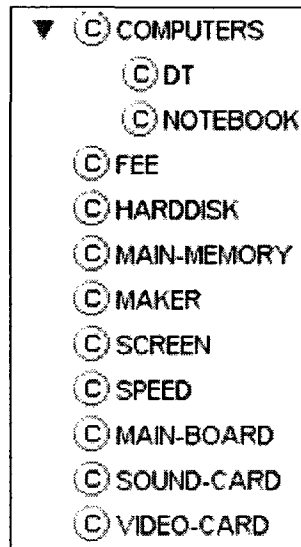 ▼ Ⓒ COMPUTERS
Ⓒ DT
Ⓒ NOTEBOOK
Ⓒ FEE
Ⓒ HARDDISK
Ⓒ MAIN-MEMORY
Ⓒ MAKER
Ⓒ SCREEN
Ⓒ SPEED
Ⓒ MAIN-BOARD
Ⓒ SOUND-CARD
Ⓒ VIDEO-CARD